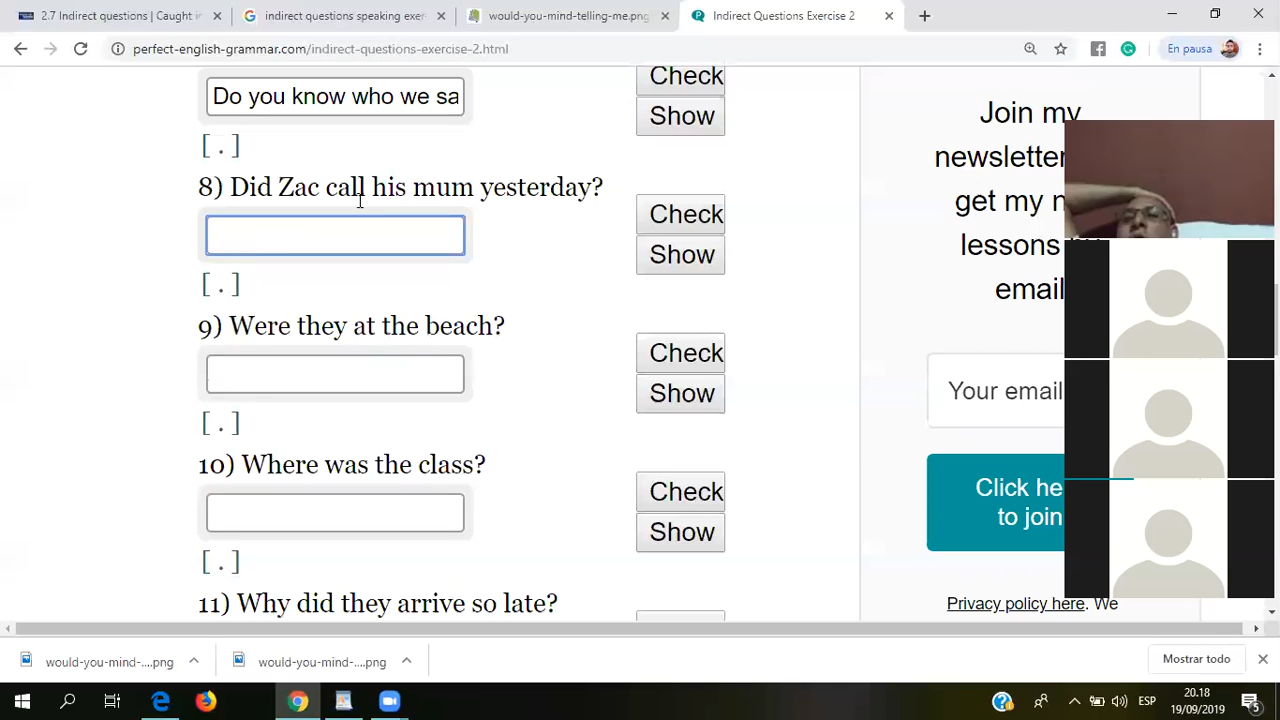 2.7 Indirect questions | Caught in
indirect questions speaking exer
would-you-mind-telling-me.png
Indirect Questions Exercise 2
perfect-english-grammar.com/indirect-questions-exercise-2.html
En pausa
Do you know who we sa
Check
Show
[ . ]
8) Did Zac call his mum yesterday?
Check
Show
[ . ]
9) Were they at the beach?
Check
Show
[ . ]
10) Where was the class?
Check
Show
[ . ]
11) Why did they arrive so late?
Join my
newsletter
get my n
lessons
email
Your email
Click he
to join
Privacy policy here. We
would-you-mind-....png
would-you-mind-....png
Mostrar todo
ESP
20.18
19/09/2019
5